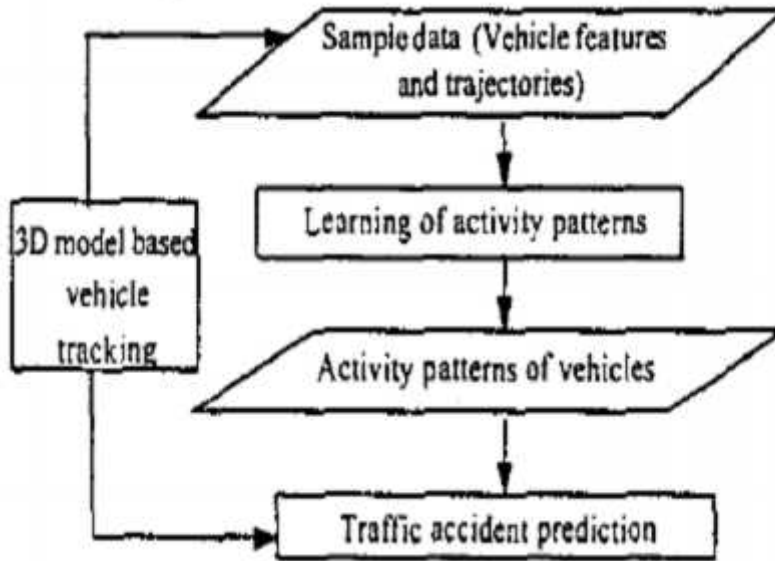 Sample data (Vehicle features
and trajectories)
Learning of activity patterns
3D model based
vehicle
tracking
Activity patterns of vehicles
Traffic accident prediction